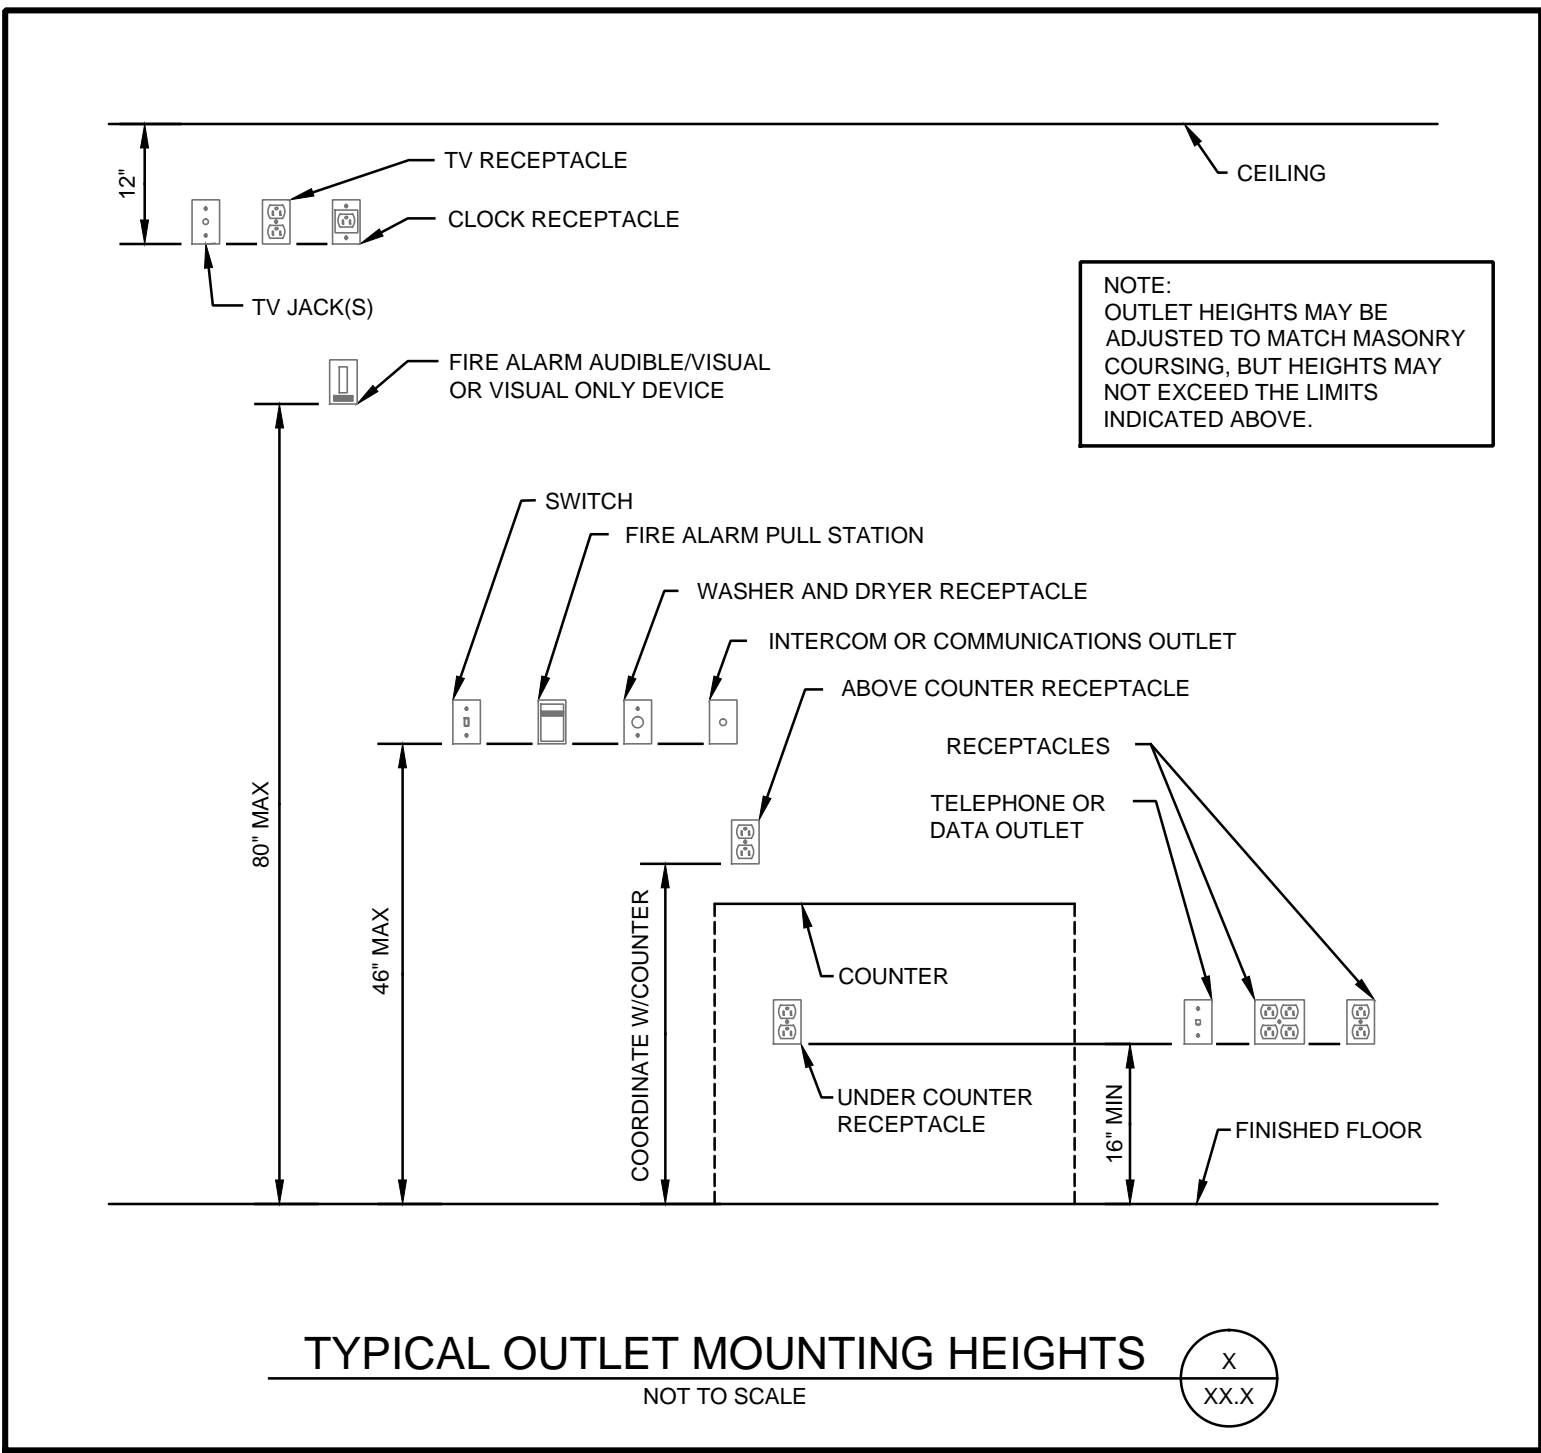 TV RECEPTACLE
CEILING
12"
CLOCK RECEPTACLE
TV JACK(S)
NOTE:
OUTLET HEIGHTS MAY BE
ADJUSTED TO MATCH MASONRY
COURSING, BUT HEIGHTS MAY
NOT EXCEED THE LIMITS
INDICATED ABOVE.
FIRE ALARM AUDIBLE/VISUAL
OR VISUAL ONLY DEVICE
SWITCH
FIRE ALARM PULL STATION
WASHER AND DRYER RECEPTACLE
INTERCOM OR COMMUNICATIONS OUTLET
ABOVE COUNTER RECEPTACLE
RECEPTACLES
TELEPHONE OR
DATA OUTLET
80" MAX
46" MAX
COORDINATE W/COUNTER
COUNTER
UNDER COUNTER
RECEPTACLE
16" MIN
FINISHED FLOOR
TYPICAL OUTLET MOUNTING HEIGHTS
X
NOT TO SCALE
XX.X